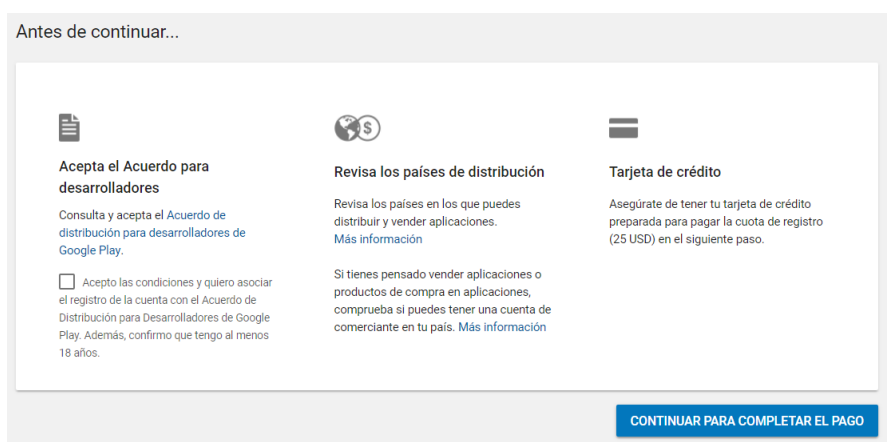 Antes de continuar...
Acepta el Acuerdo para
desarrolladores
Consulta y acepta el Acuerdo de
distribución para desarrolladores de
Google Play.
Acepto las condiciones y quiero asociar
el registro de la cuenta con el Acuerdo de
Distribución para Desarrolladores de Google
Play. Además, confirmo que tengo al menos
18 años.
$
Revisa los países de distribución
Revisa los países en los que puedes
distribuir y vender aplicaciones.
Más información
Si tienes pensado vender aplicaciones o
productos de compra en aplicaciones,
comprueba si puedes tener una cuenta de
comerciante en tu país. Más información
Tarjeta de crédito
Asegúrate de tener tu tarjeta de crédito
preparada para pagar la cuota de registro
(25 USD) en el siguiente paso.
CONTINUAR PARA COMPLETAR EL PAGO